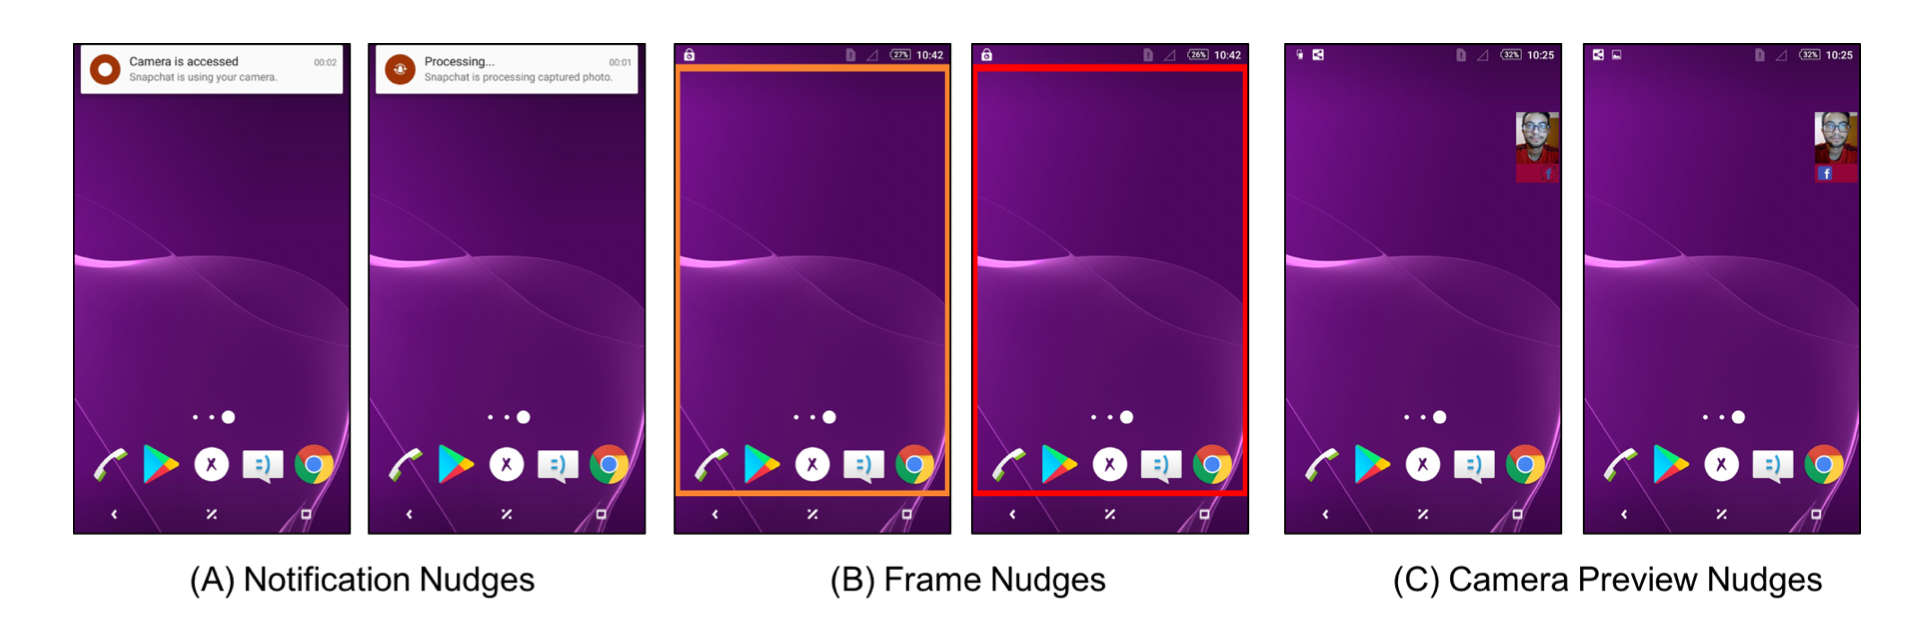 Camera is accessed 00:02
Snapchat is using your camera.
Processing... 00:01
Snapchat is processing captured photo.
27% 10:42
26% 10:42
32% 10:25
32% 10:25
f
f
(A) Notification Nudges
(B) Frame Nudges
(C) Camera Preview Nudges